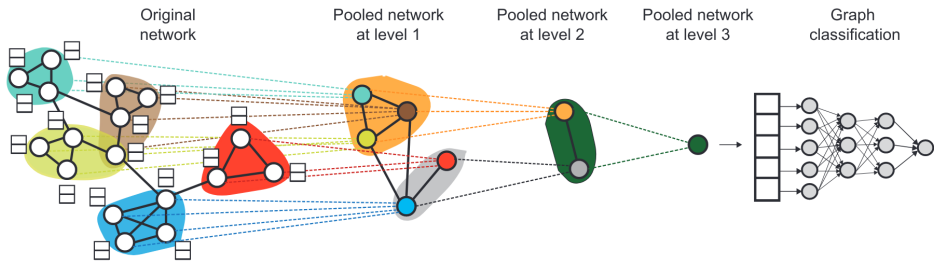 Original
network
Pooled network
at level 1
Pooled network
at level 2
Pooled network
at level 3
Graph
classification